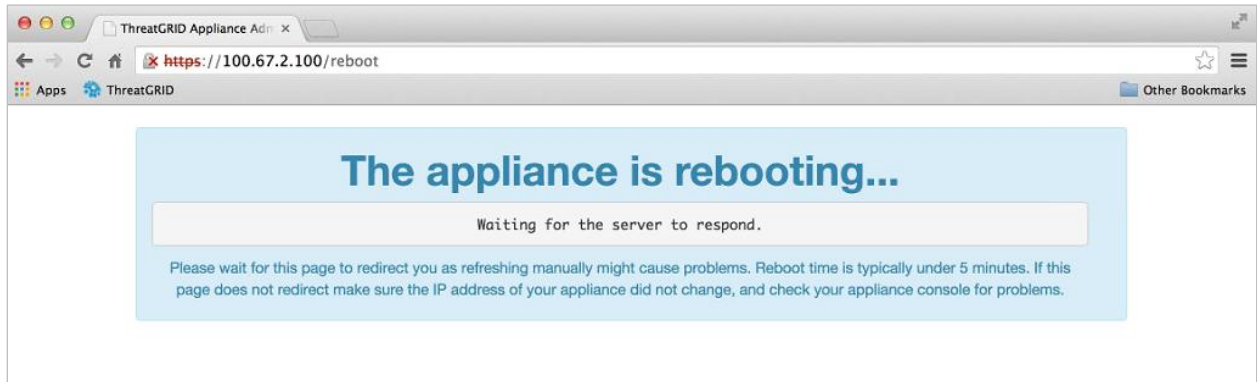 ThreatGRID Appliance Adn
https://100.67.2.100/reboot
Apps ThreatGRID Other Bookmarks
The appliance is rebooting...
Waiting for the server to respond.
Please wait for this page to redirect you as refreshing manually might cause problems. Reboot time is typically under 5 minutes. If this
page does not redirect make sure the IP address of your appliance did not change, and check your appliance console for problems.